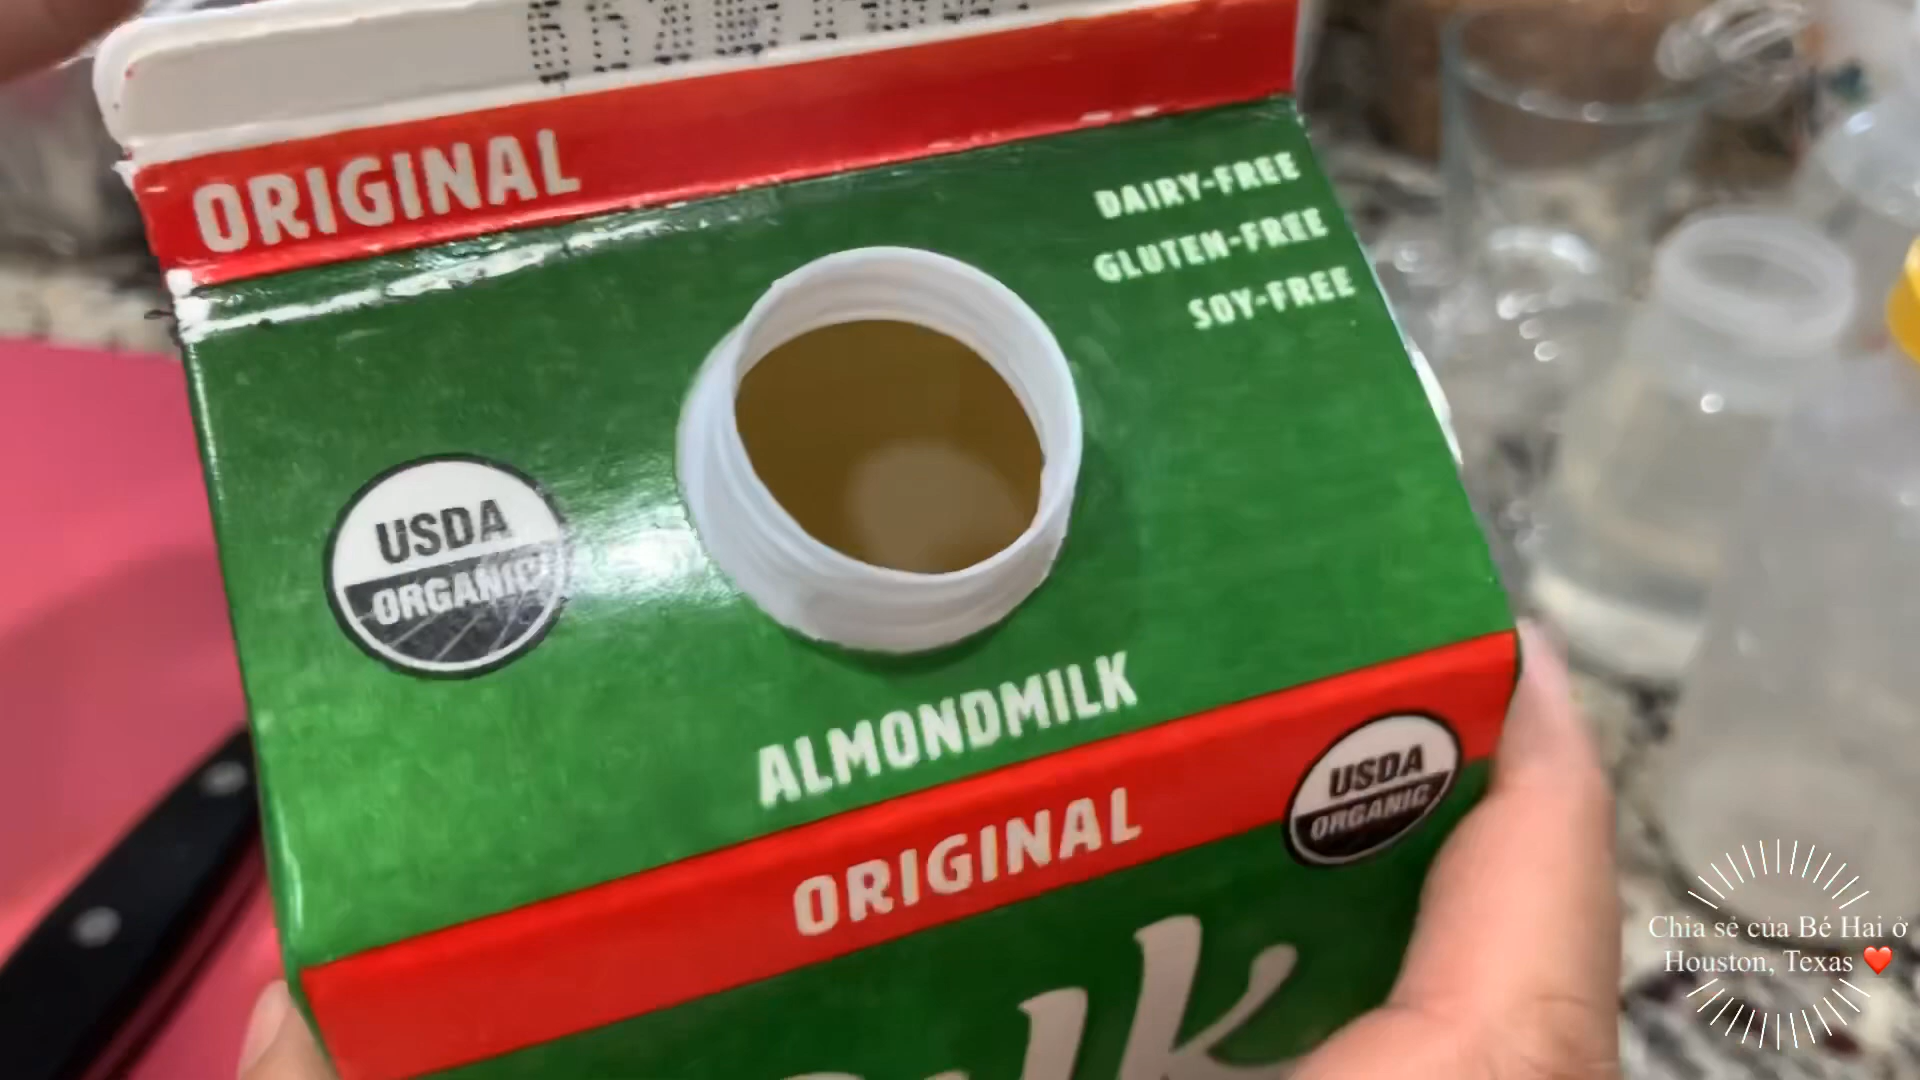 ORIGINAL
DAIRY-FREE
GLUTEN-FREE
SOY-FREE
USDA
ORGANIC
ALMONDMILK
ORIGINAL
USDA
ORGANIC
Chia sẻ của Bé Hai ở
Houston, Texas ❤️